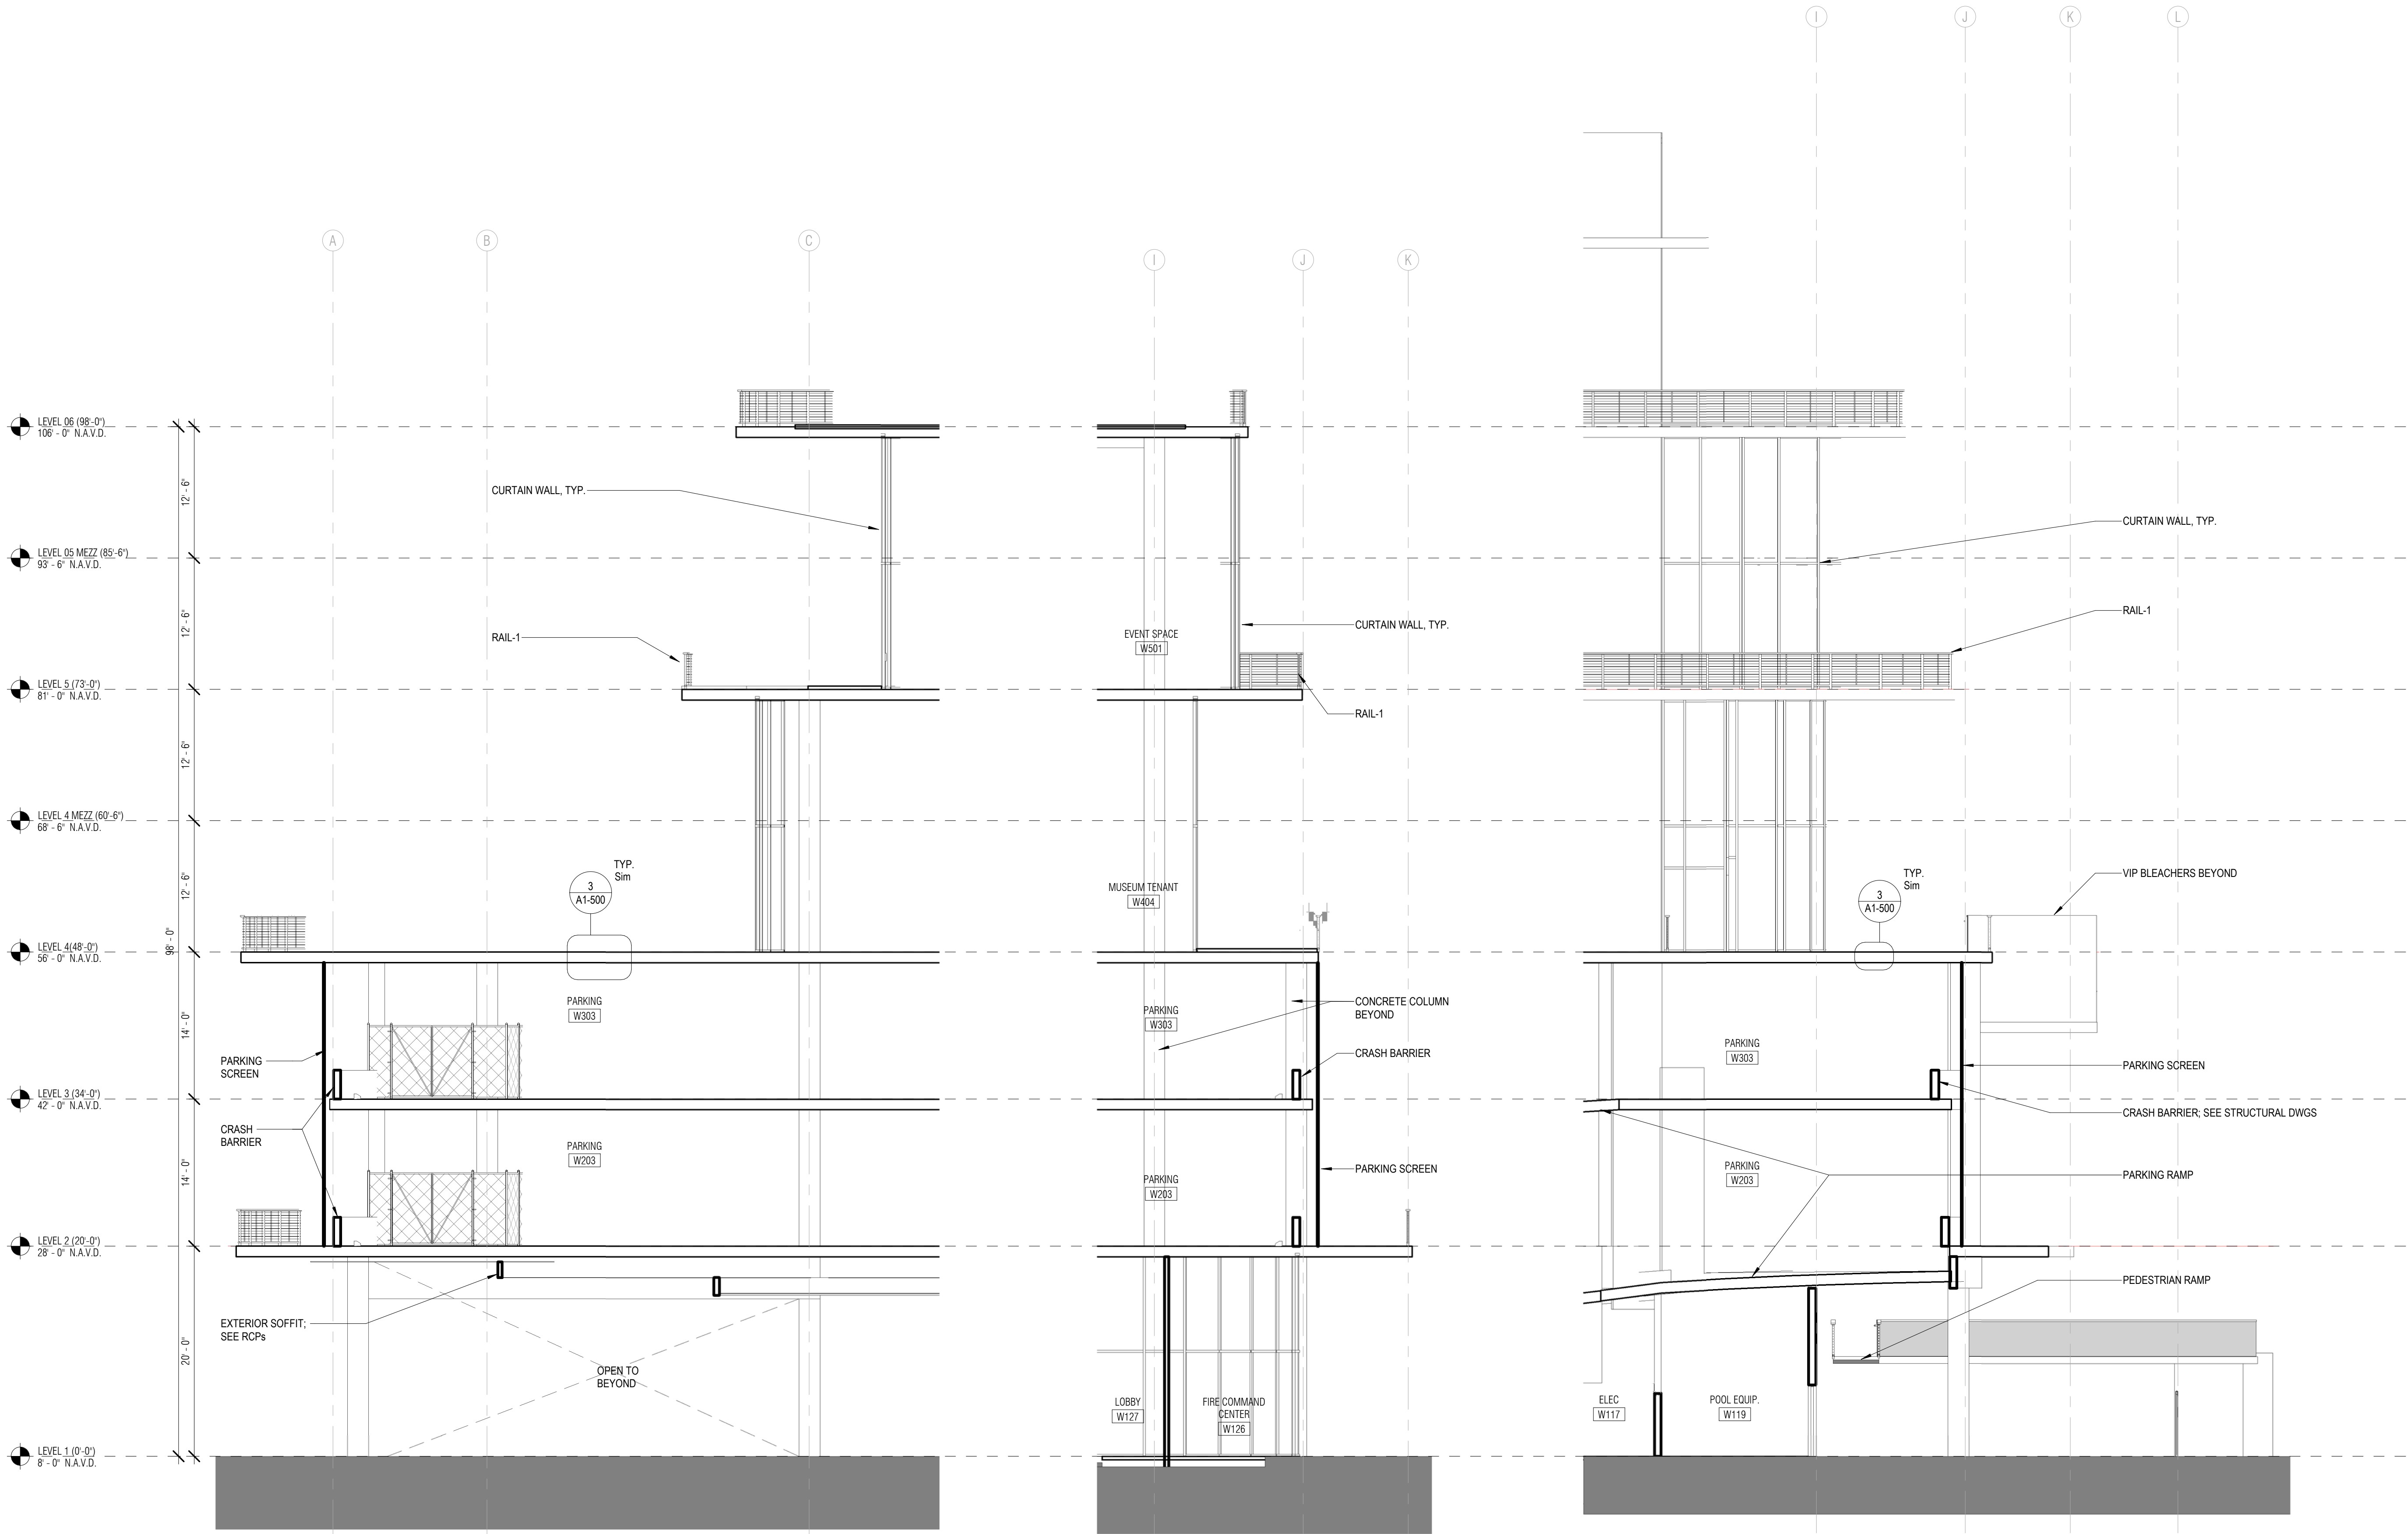 I
J
K
L
A
B
C
I
J
K
LEVEL 06 (98'-0")
106' - 0" N.A.V.D.
LEVEL 05 MEZZ (85'-6")
93' - 6" N.A.V.D.
LEVEL 5 (73'-0")
81' - 0" N.A.V.D.
LEVEL 4 MEZZ (60'-6")
68' - 6" N.A.V.D.
LEVEL 4(48'-0")
56' - 0" N.A.V.D.
LEVEL 3 (34'-0")
42' - 0" N.A.V.D.
LEVEL 2 (20'-0")
28' - 0" N.A.V.D.
LEVEL 1 (0'-0")
8' - 0" N.A.V.D.
98' - 0"
12' - 6"
12' - 6"
12' - 6"
12' - 6"
14' - 0"
14' - 0"
20' - 0"
CURTAIN WALL, TYP.
RAIL-1
TYP.
Sim
3
A1-500
PARKING
W303
PARKING
SCREEN
CRASH
BARRIER
PARKING
W203
EXTERIOR SOFFIT;
SEE RCPs
OPEN TO
BEYOND
EVENT SPACE
W501
CURTAIN WALL, TYP.
RAIL-1
MUSEUM TENANT
W404
PARKING
W303
CONCRETE COLUMN
BEYOND
CRASH BARRIER
PARKING
W203
PARKING SCREEN
LOBBY
W127
FIRE COMMAND
CENTER
W126
CURTAIN WALL, TYP.
RAIL-1
TYP.
Sim
3
A1-500
VIP BLEACHERS BEYOND
PARKING
W303
PARKING SCREEN
CRASH BARRIER; SEE STRUCTURAL DWGS
PARKING
W203
PARKING RAMP
PEDESTRIAN RAMP
ELEC
W117
POOL EQUIP.
W119